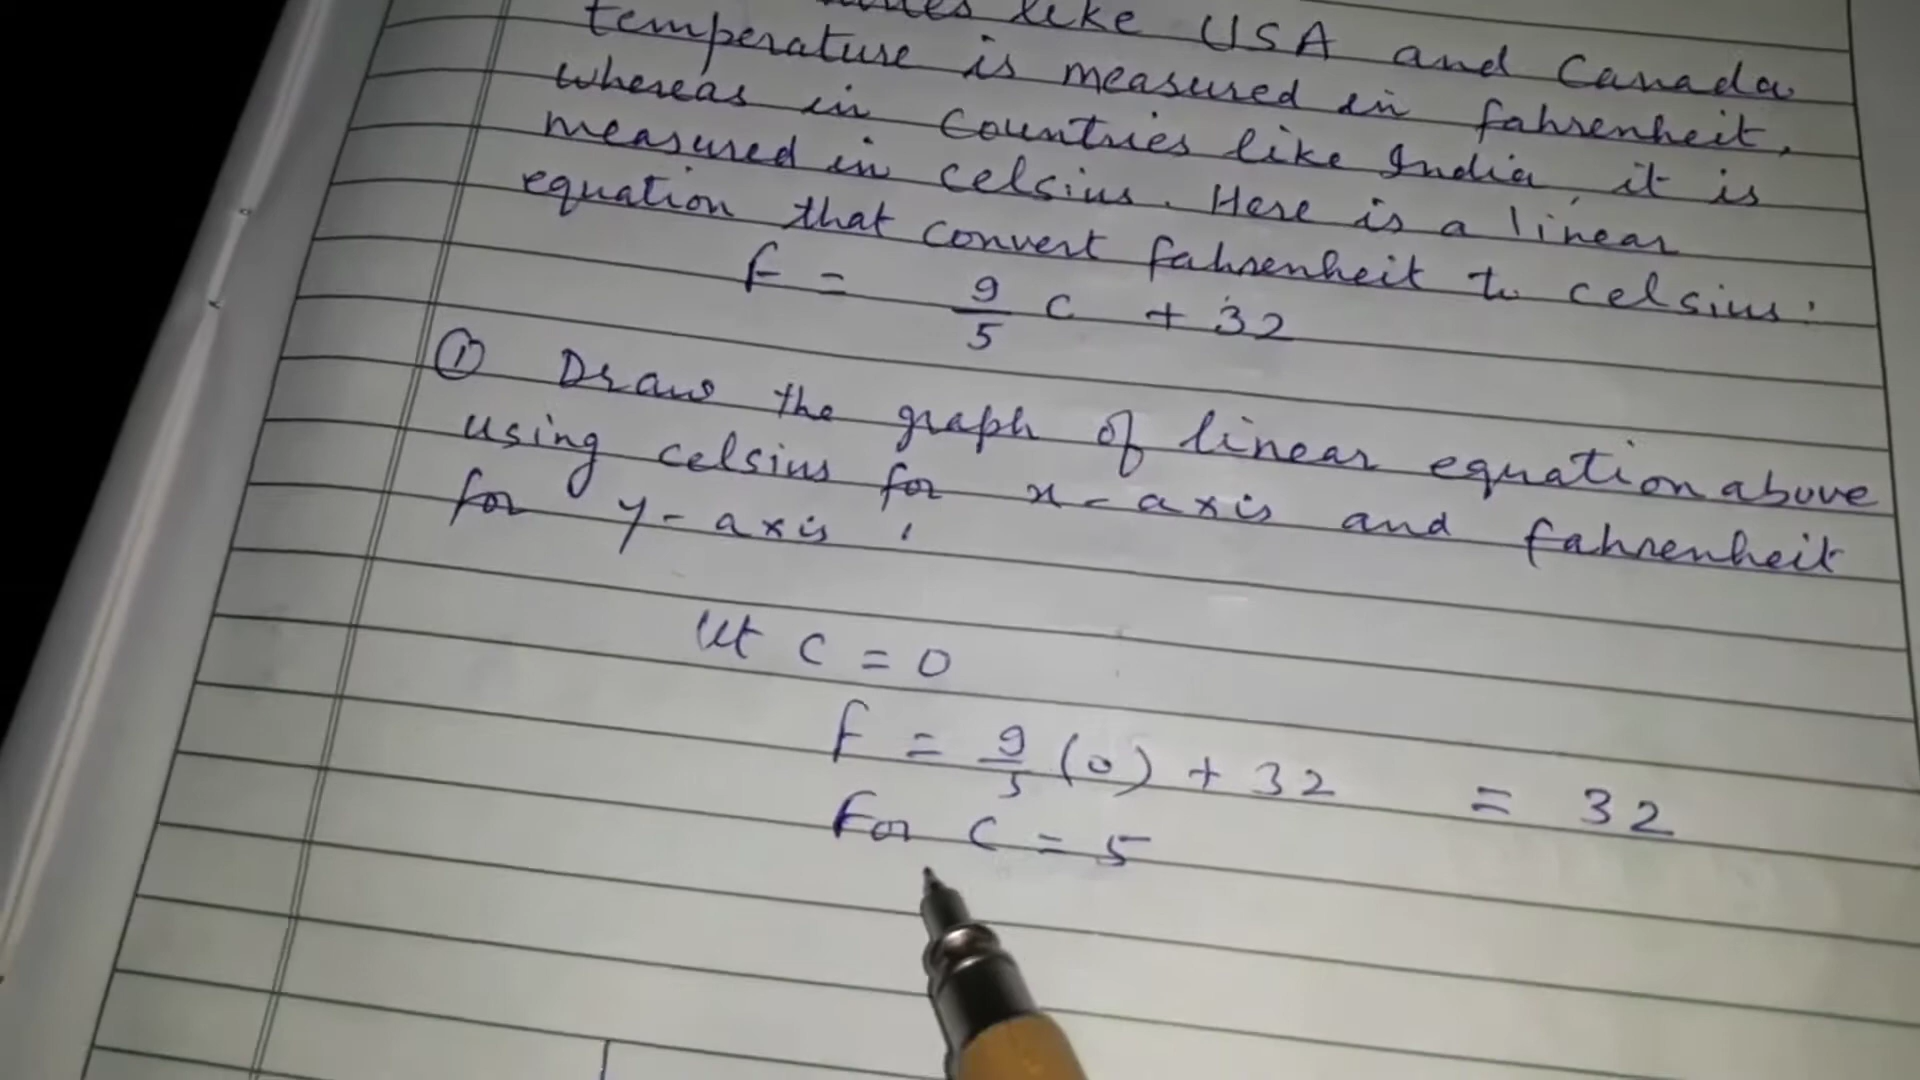 like USA and Canada
temperature is measured in fahrenheit,
whereas in countries like India, it is
measured in celsius. Here is a linear
equation that convert fahrenheit to celsius:
F = 9/5 C + 32
① Draw the graph of linear equation above
using celsius for x-axis and fahrenheit
for y-axis.
let C = 0
F = 9/5 (0) + 32 = 32
For C = 5